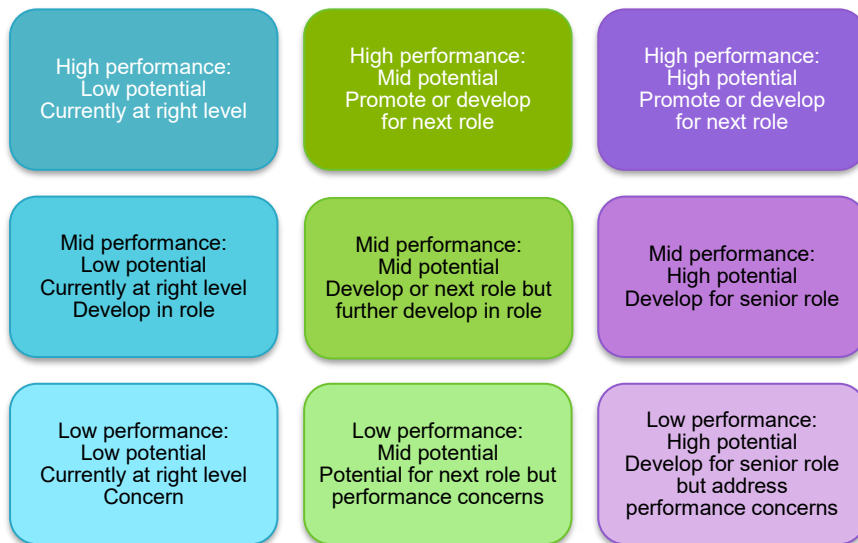 High performance:
Low potential
Currently at right level
High performance:
Mid potential
Promote or develop
for next role
High performance:
High potential
Promote or develop
for next role
Mid performance:
Low potential
Currently at right level
Develop in role
Mid performance:
Mid potential
Develop or next role but
further develop in role
Mid performance:
High potential
Develop for senior role
Low performance:
Low potential
Currently at right level
Concern
Low performance:
Mid potential
Potential for next role but
performance concerns
Low performance:
High potential
Develop for senior role
but address
performance concerns